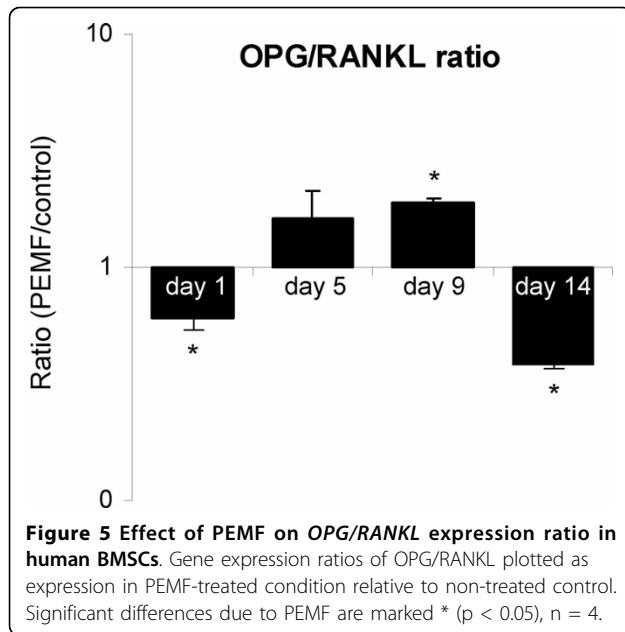 OPG/RANKL ratio
10
1
0
Ratio (PEMF/control)
day 1
day 5
day 9
day 14
*
*
*
Figure 5 Effect of PEMF on OPG/RANKL expression ratio in
human BMSCs. Gene expression ratios of OPG/RANKL plotted as
expression in PEMF-treated condition relative to non-treated control.
Significant differences due to PEMF are marked * (p < 0.05), n = 4.